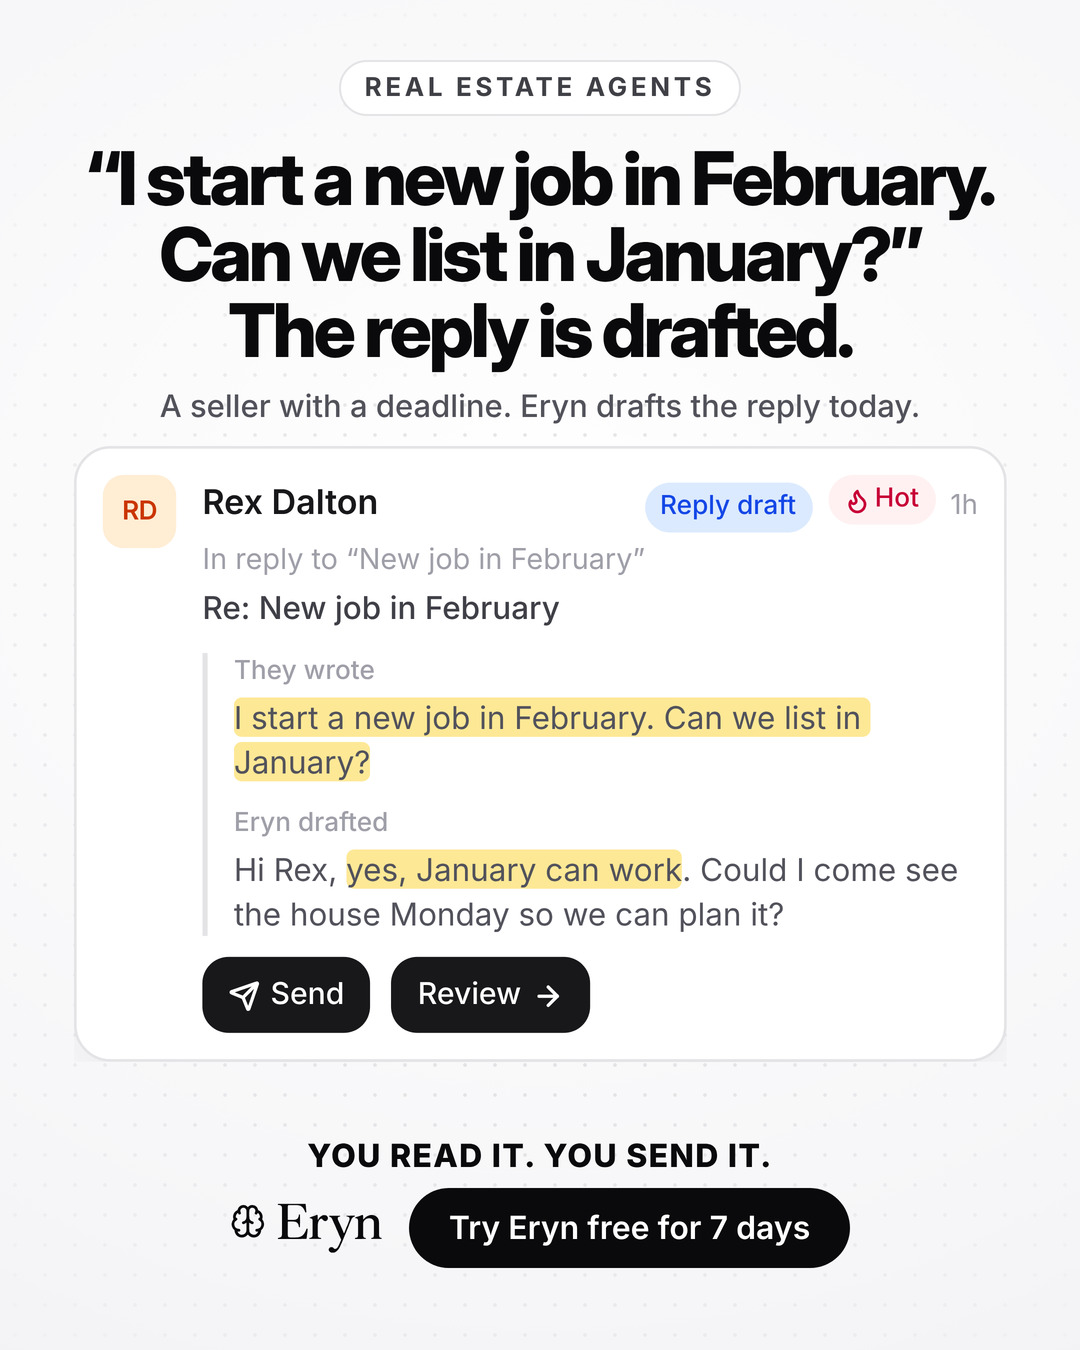 REAL ESTATE AGENTS
“I start a new job in February.
Can we list in January?”
The reply is drafted.
A seller with a deadline. Eryn drafts the reply today.
RD
Rex Dalton
Reply draft
Hot
1h
In reply to “New job in February”
Re: New job in February
They wrote
I start a new job in February. Can we list in
January?
Eryn drafted
Hi Rex, yes, January can work. Could I come see
the house Monday so we can plan it?
Send
Review →
YOU READ IT. YOU SEND IT.
Eryn
Try Eryn free for 7 days